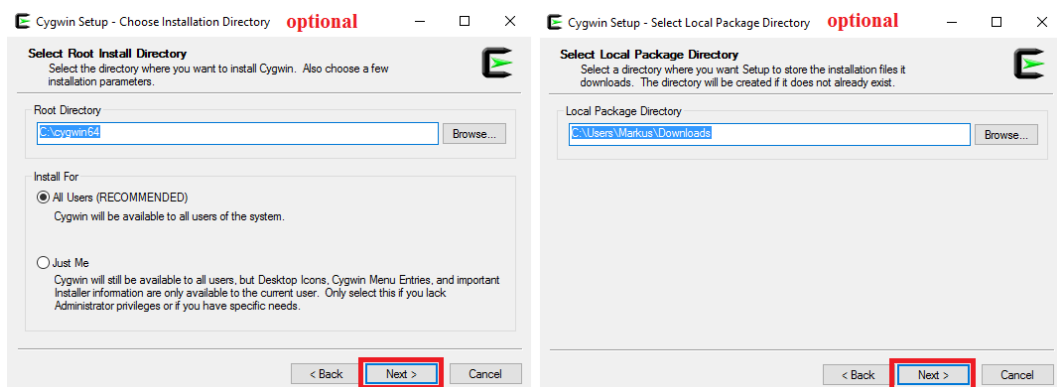 Cygwin Setup - Choose Installation Directory optional
Select Root Install Directory
Select the directory where you want to install Cygwin. Also choose a few
installation parameters.
Root Directory
C:\cygwin64
Browse...
Install For
All Users (RECOMMENDED)
Cygwin will be available to all users of the system.
Just Me
Cygwin will still be available to all users, but Desktop Icons, Cygwin Menu Entries, and important
Installer information are only available to the current user. Only select this if you lack
Administrator privileges or if you have specific needs.
< Back Next > Cancel
Cygwin Setup - Select Local Package Directory optional
Select Local Package Directory
Select a directory where you want Setup to store the installation files it
downloads. The directory will be created if it does not already exist.
Local Package Directory
C:\Users\Markus\Downloads
Browse...
< Back Next > Cancel